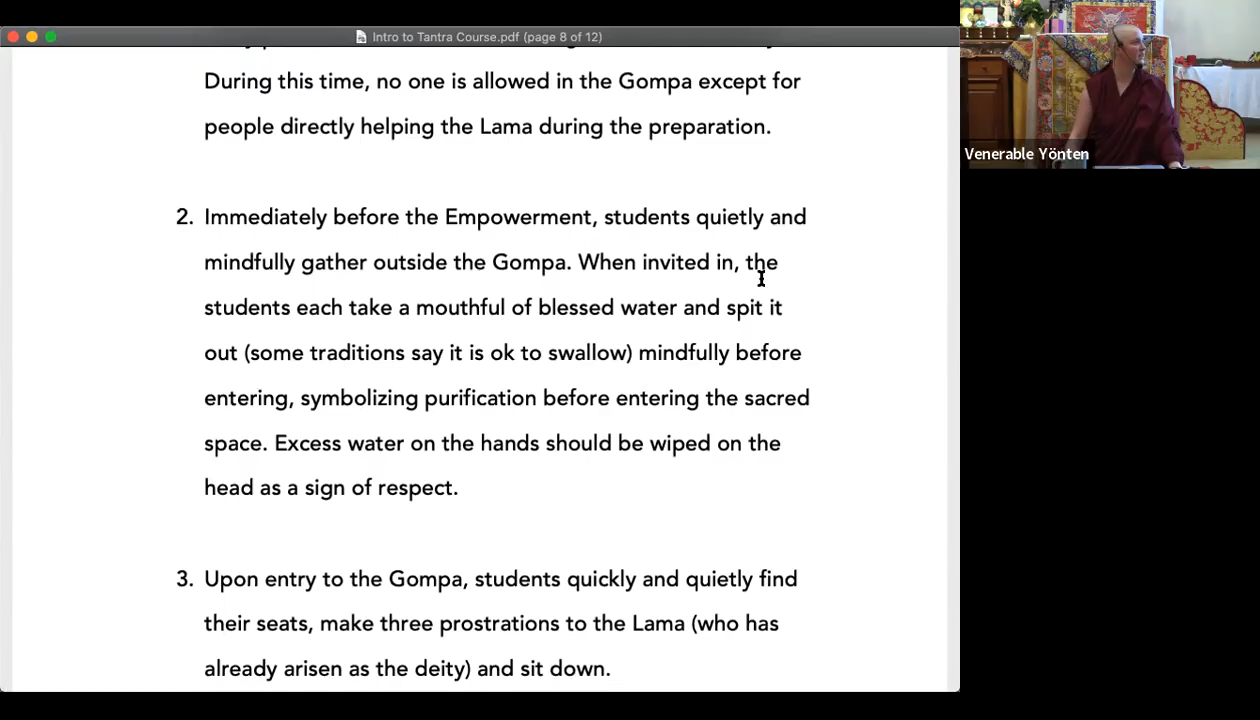 Intro to Tantra Course.pdf (page 8 of 12)
During this time, no one is allowed in the Gompa except for
people directly helping the Lama during the preparation.
2. Immediately before the Empowerment, students quietly and
mindfully gather outside the Gompa. When invited in, the
students each take a mouthful of blessed water and spit it
out (some traditions say it is ok to swallow) mindfully before
entering, symbolizing purification before entering the sacred
space. Excess water on the hands should be wiped on the
head as a sign of respect.
3. Upon entry to the Gompa, students quickly and quietly find
their seats, make three prostrations to the Lama (who has
already arisen as the deity) and sit down.
Venerable Yönten